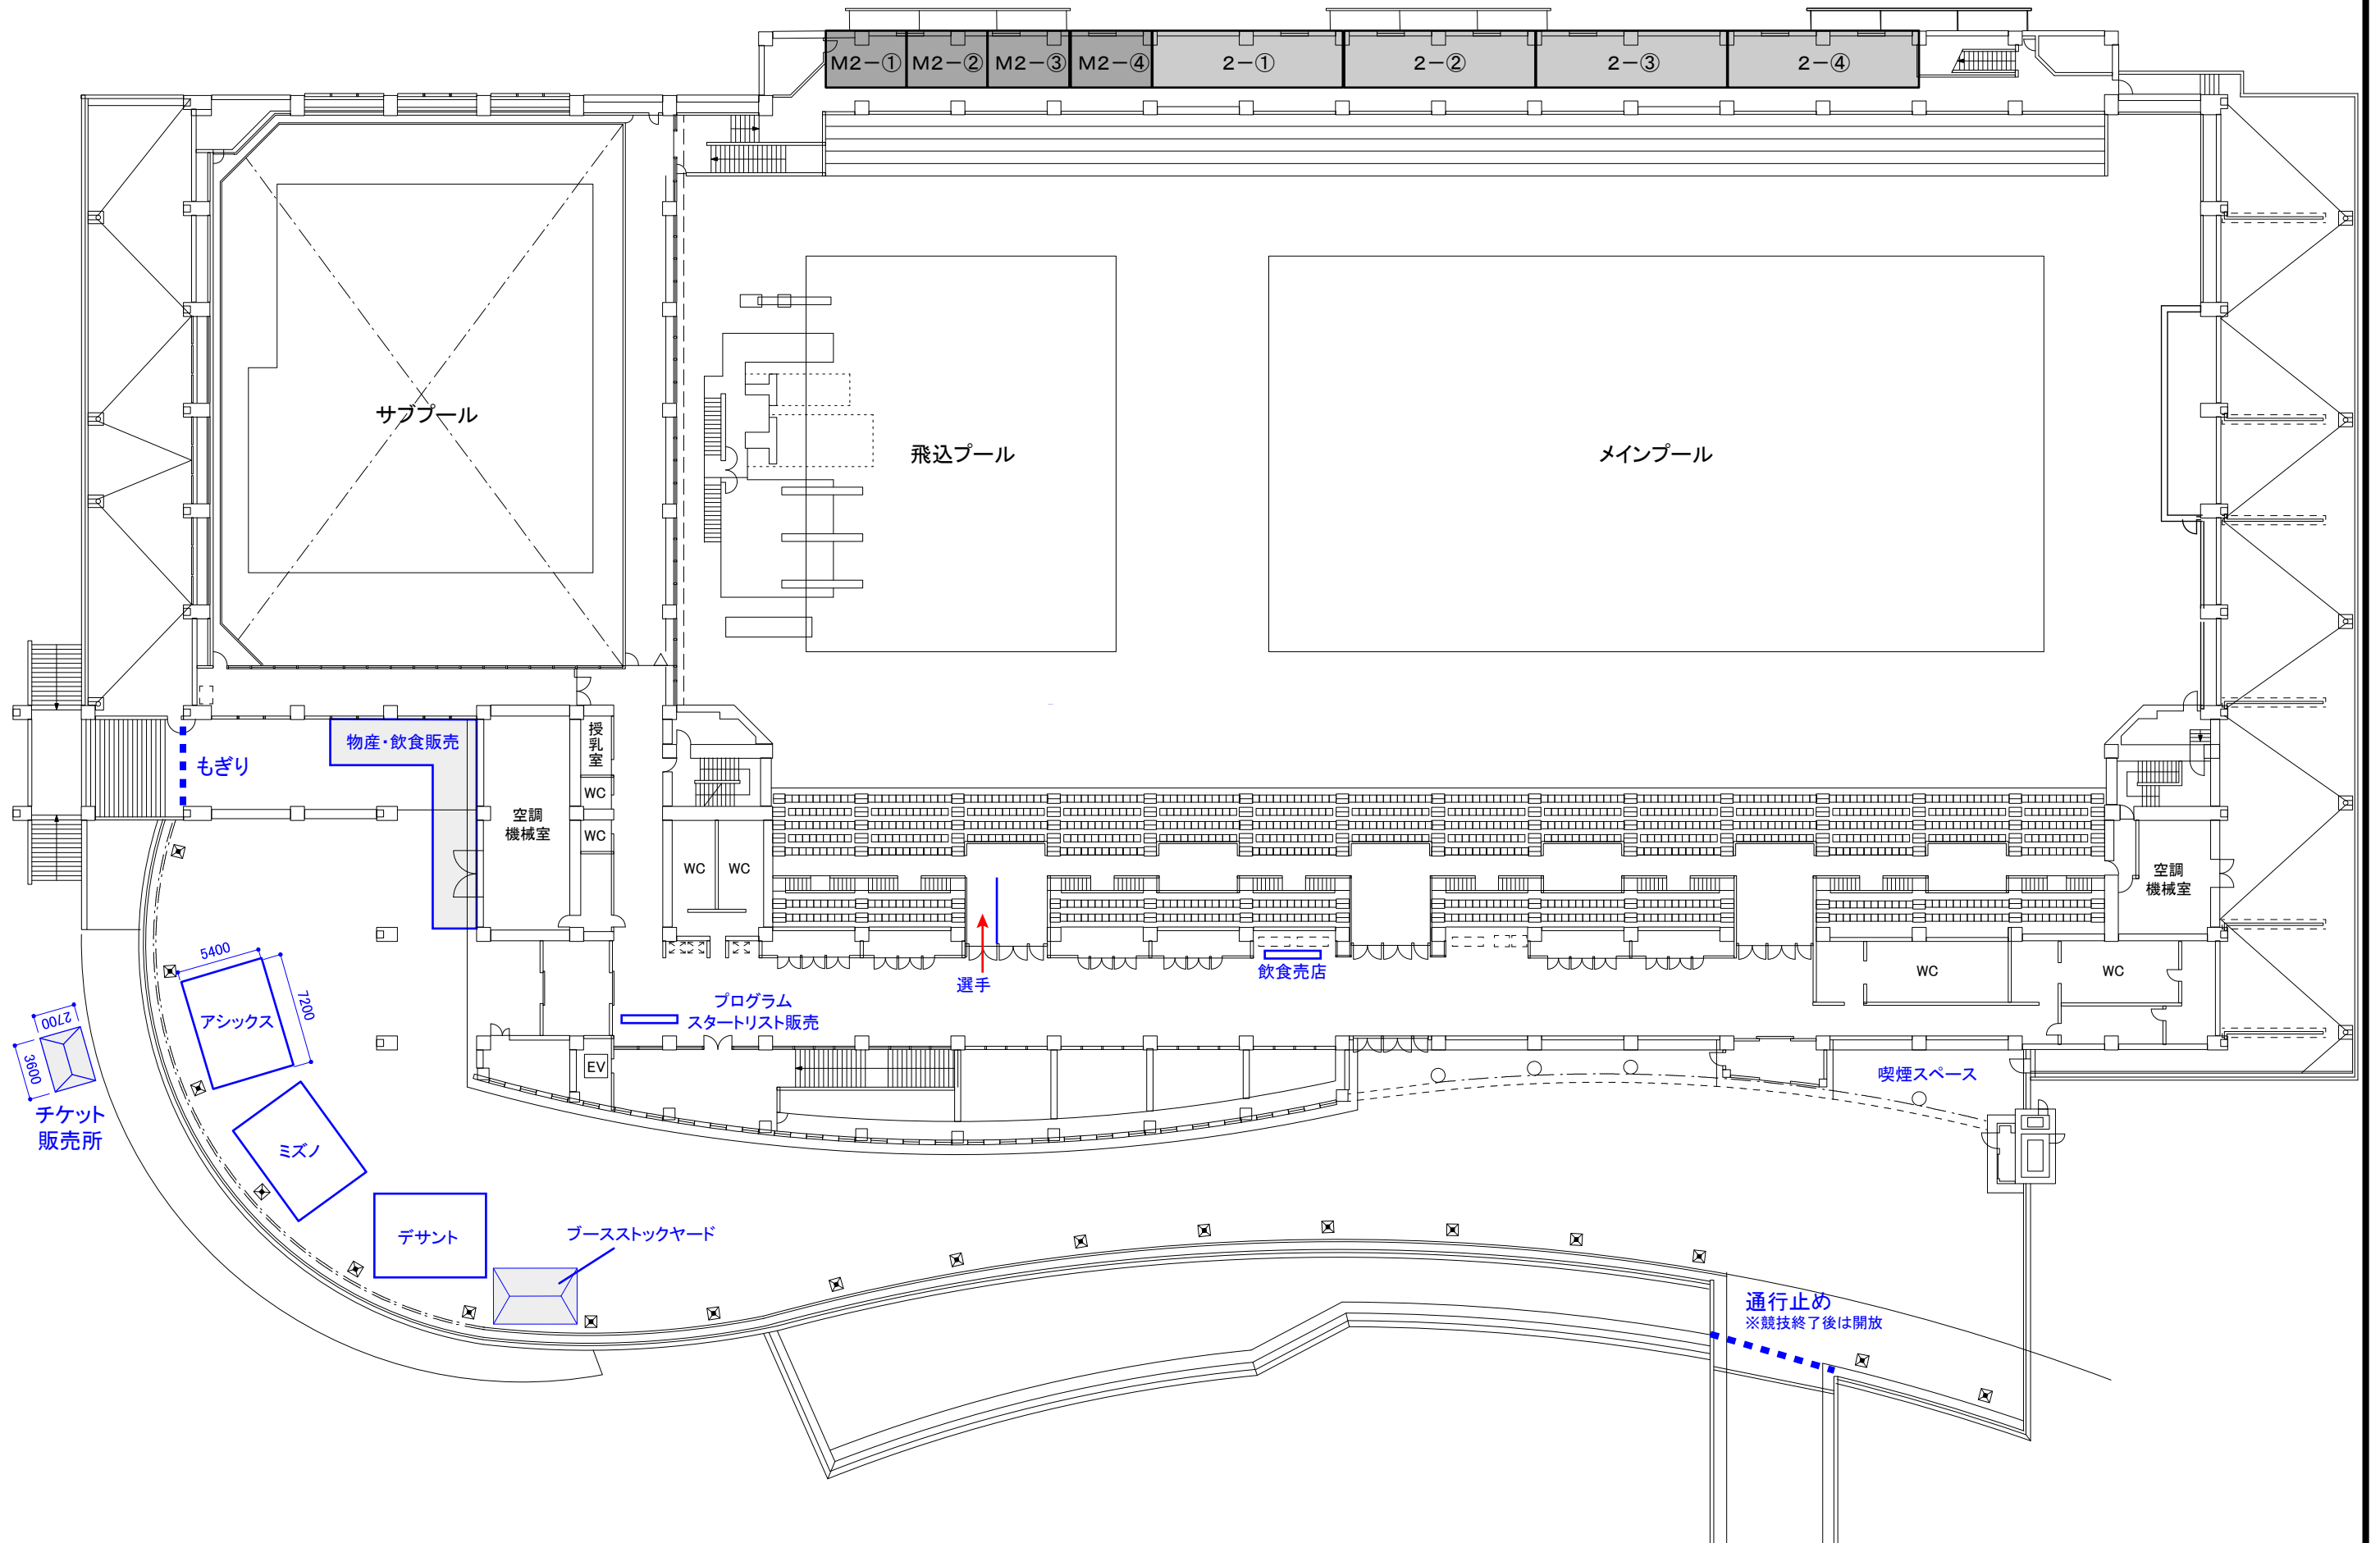 M2－①
M2－②
M2－③
M2－④
2－①
2－②
2－③
2－④
サブプール
飛込プール
メインプール
もぎり
物産・飲食販売
授乳室
WC
空調
機械室
WC
WC
WC
空調
機械室
選手
飲食売店
WC
WC
5400
7200
アシックス
2700
3600
チケット
販売所
プログラム
スタートリスト販売
EV
喫煙スペース
ミズノ
デサント
ブースストックヤード
通行止め
※競技終了後は開放